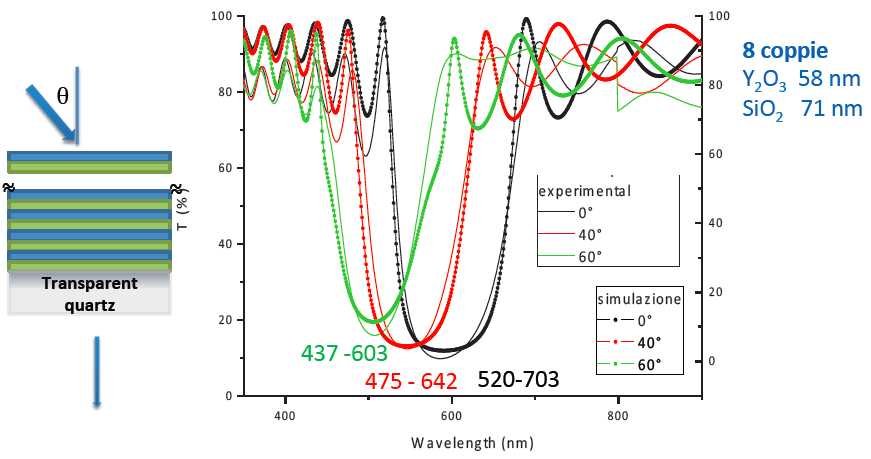 θ
Transparent
quartz
T (%)
100
80
60
40
20
0
400
600
800
Wavelength (nm)
100
80
60
40
20
0
experimental
0°
40°
60°
simulazione
0°
40°
60°
437 -603
475 - 642
520-703
8 coppie
Y2O3 58 nm
SiO2 71 nm